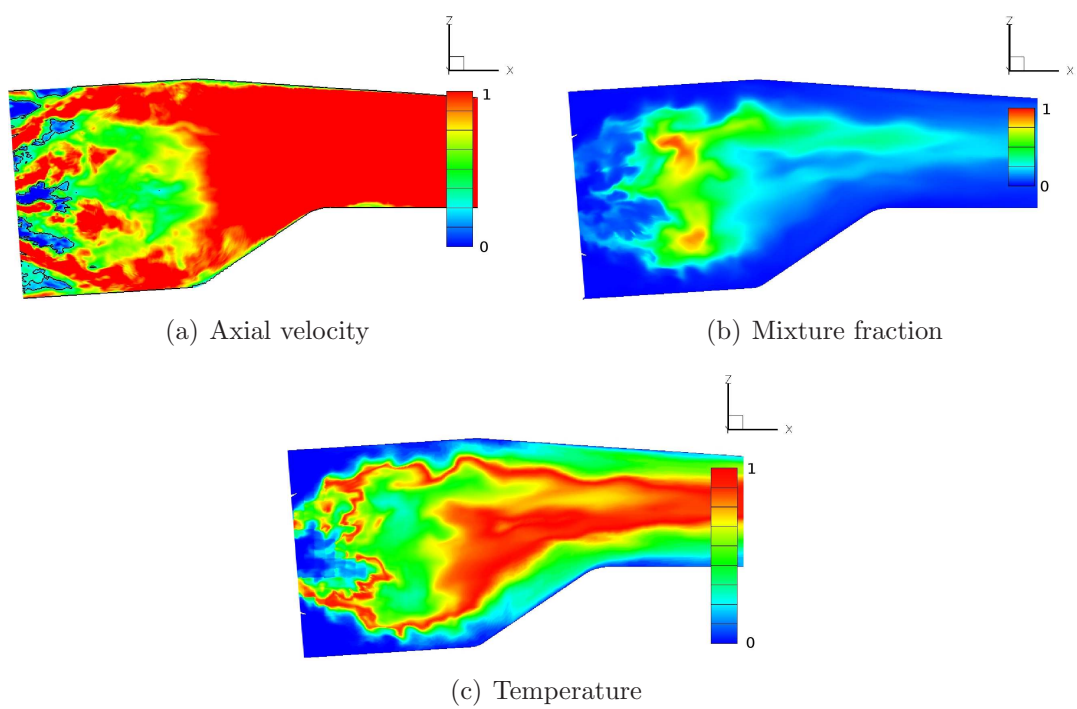 Z
X
1
0
(a) Axial velocity
Z
X
1
0
(b) Mixture fraction
Z
X
1
0
(c) Temperature